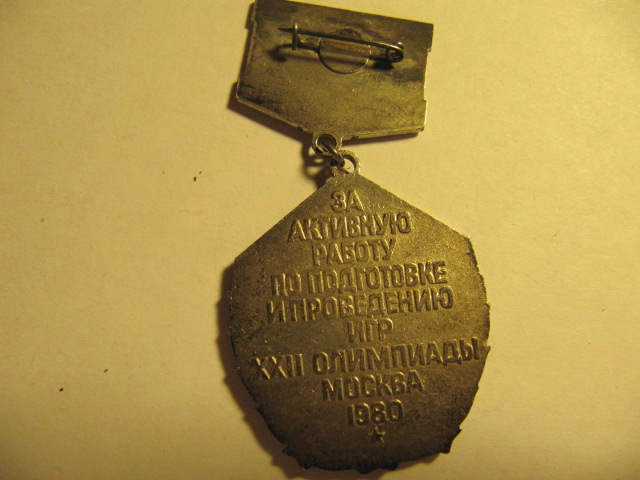 ЗА
АКТИВНУЮ
РАБОТУ
ПО ПОДГОТОВКЕ
И ПРОВЕДЕНИЮ
ИГР
XXII ОЛИМПИАДЫ
МОСКВА
1980